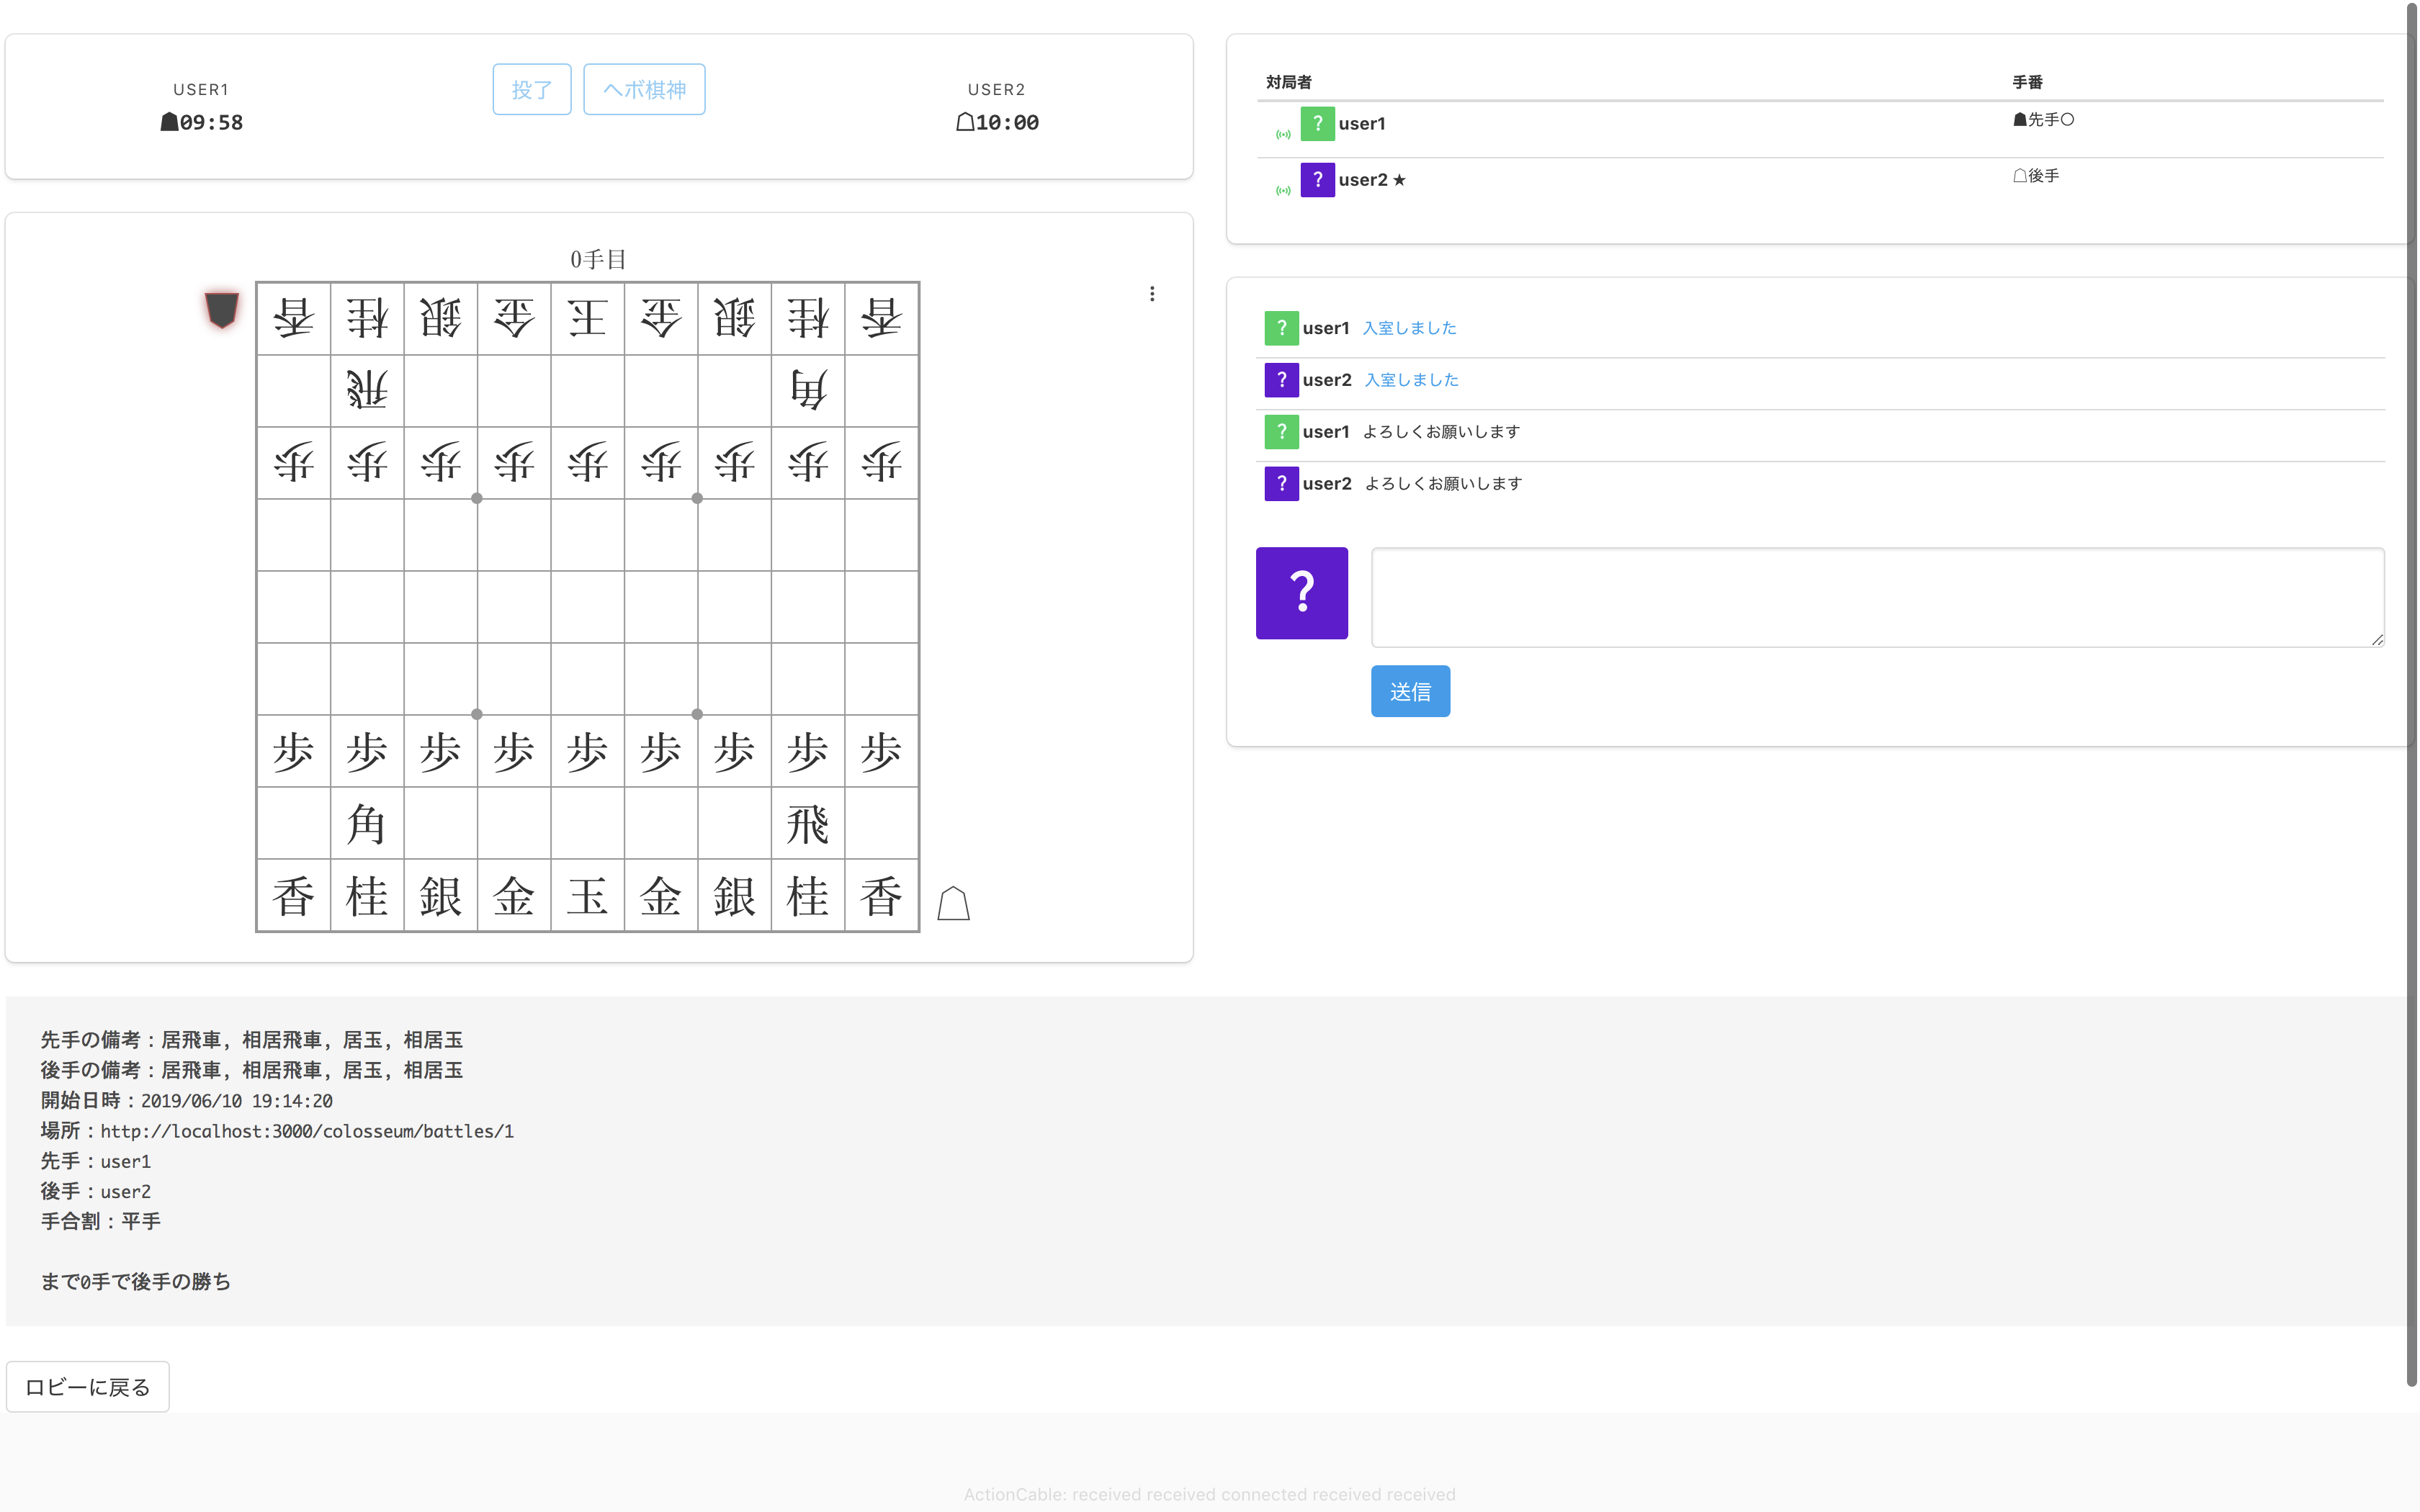 USER1
☗09:58
投了
ヘボ棋神
USER2
☖10:00
0手目
香桂銀金王金銀桂香
飛角
歩歩歩歩歩歩歩歩歩
歩歩歩歩歩歩歩歩歩
角飛
香桂銀金玉金銀桂香
対局者 手番
? user1 ☗先手○
? user2 ★ ☖後手
? user1 入室しました
? user2 入室しました
? user1 よろしくお願いします
? user2 よろしくお願いします
?
送信
先手の備考：居飛車, 相居飛車, 居玉, 相居玉
後手の備考：居飛車, 相居飛車, 居玉, 相居玉
開始日時：2019/06/10 19:14:20
場所：http://localhost:3000/colosseum/battles/1
先手：user1
後手：user2
手合割：平手
まで0手で後手の勝ち
ロビーに戻る
ActionCable: received received connected received received